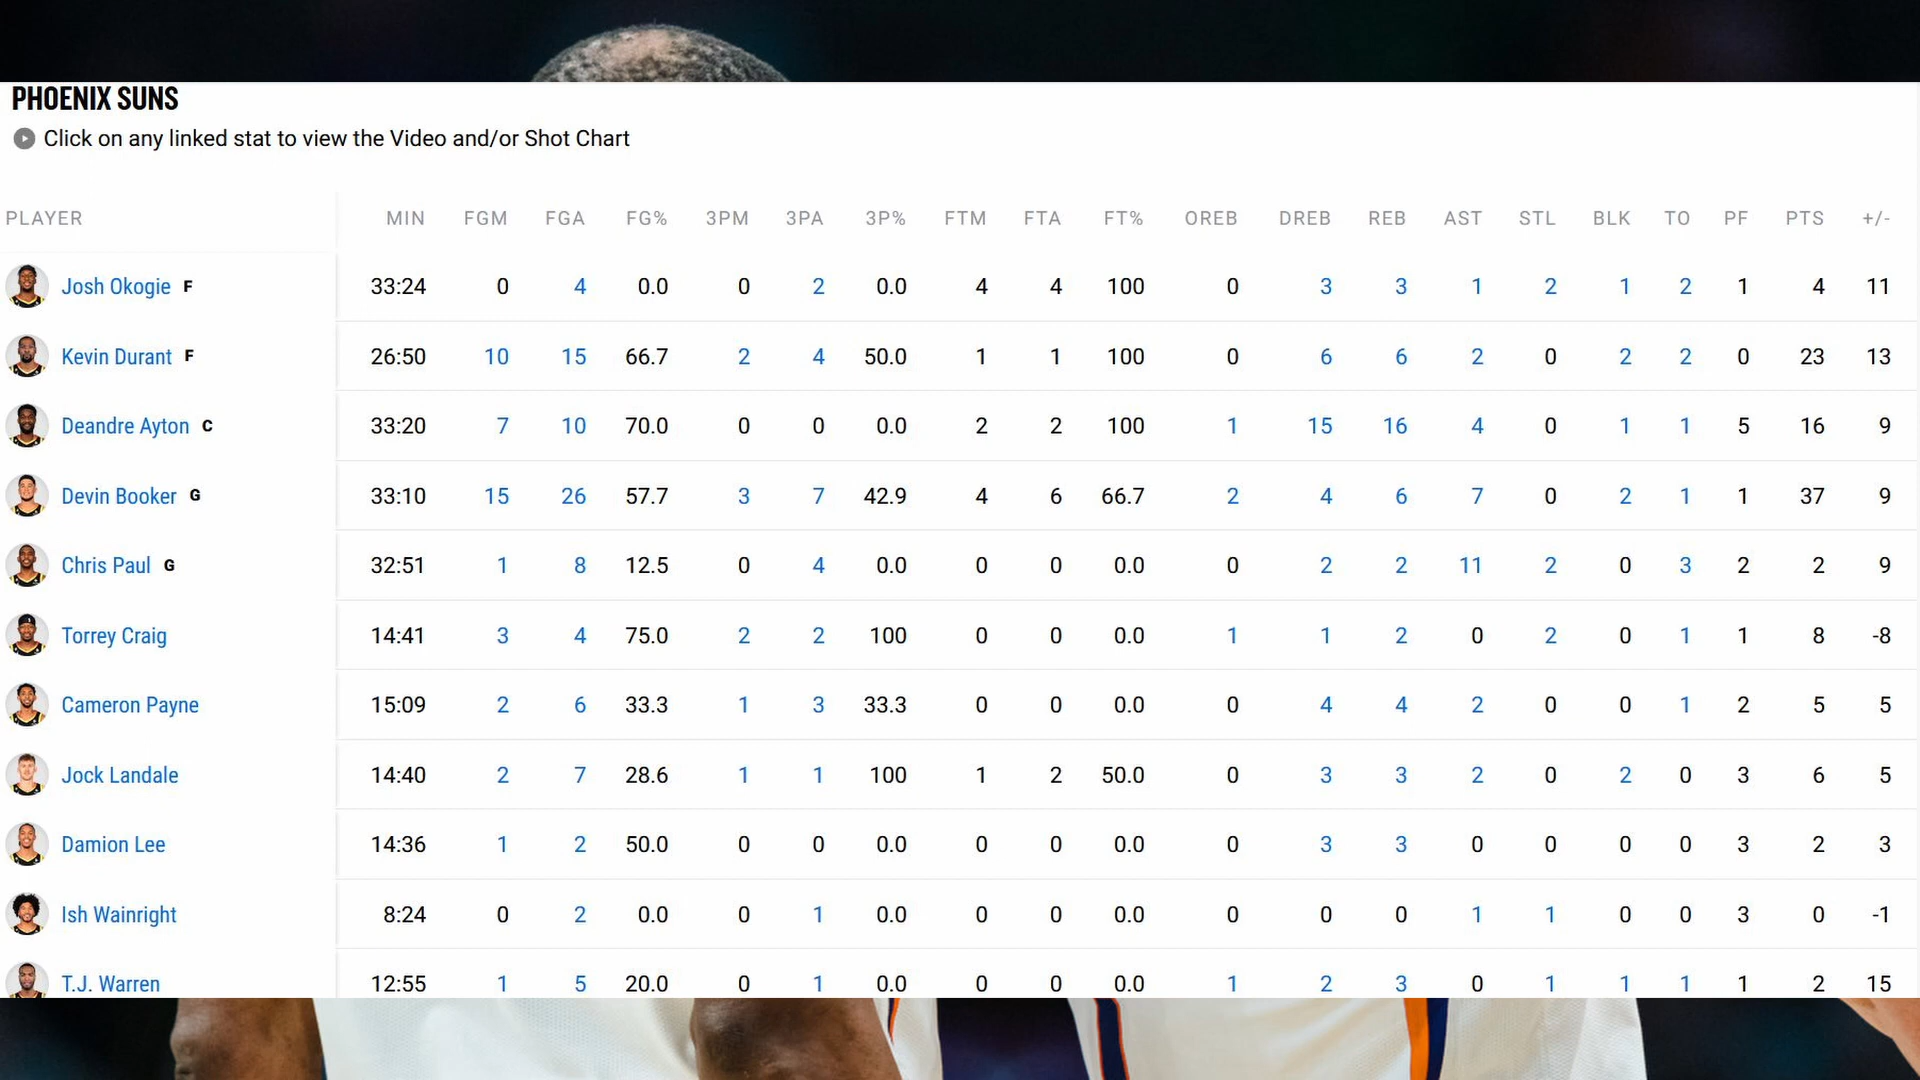 PHOENIX SUNS
Click on any linked stat to view the Video and/or Shot Chart
PLAYER MIN FGM FGA FG% 3PM 3PA 3P% FTM FTA FT% OREB DREB REB AST STL BLK TO PF PTS +/-
Josh Okogie F 33:24 0 4 0.0 0 2 0.0 4 4 100 0 3 3 1 2 1 2 1 4 11
Kevin Durant F 26:50 10 15 66.7 2 4 50.0 1 1 100 0 6 6 2 0 2 2 0 23 13
Deandre Ayton C 33:20 7 10 70.0 0 0 0.0 2 2 100 1 15 16 4 0 1 1 5 16 9
Devin Booker G 33:10 15 26 57.7 3 7 42.9 4 6 66.7 2 4 6 7 0 2 1 1 37 9
Chris Paul G 32:51 1 8 12.5 0 4 0.0 0 0 0.0 0 2 2 11 2 0 3 2 2 9
Torrey Craig 14:41 3 4 75.0 2 2 100 0 0 0.0 1 1 2 0 2 0 1 1 8 -8
Cameron Payne 15:09 2 6 33.3 1 3 33.3 0 0 0.0 0 4 4 2 0 0 1 2 5 5
Jock Landale 14:40 2 7 28.6 1 1 100 1 2 50.0 0 3 3 2 0 2 0 3 6 5
Damion Lee 14:36 1 2 50.0 0 0 0.0 0 0 0.0 0 3 3 0 0 0 0 3 2 3
Ish Wainright 8:24 0 2 0.0 0 1 0.0 0 0 0.0 0 0 0 1 1 0 0 3 0 -1
T.J. Warren 12:55 1 5 20.0 0 1 0.0 0 0 0.0 1 2 3 0 1 1 1 1 2 15